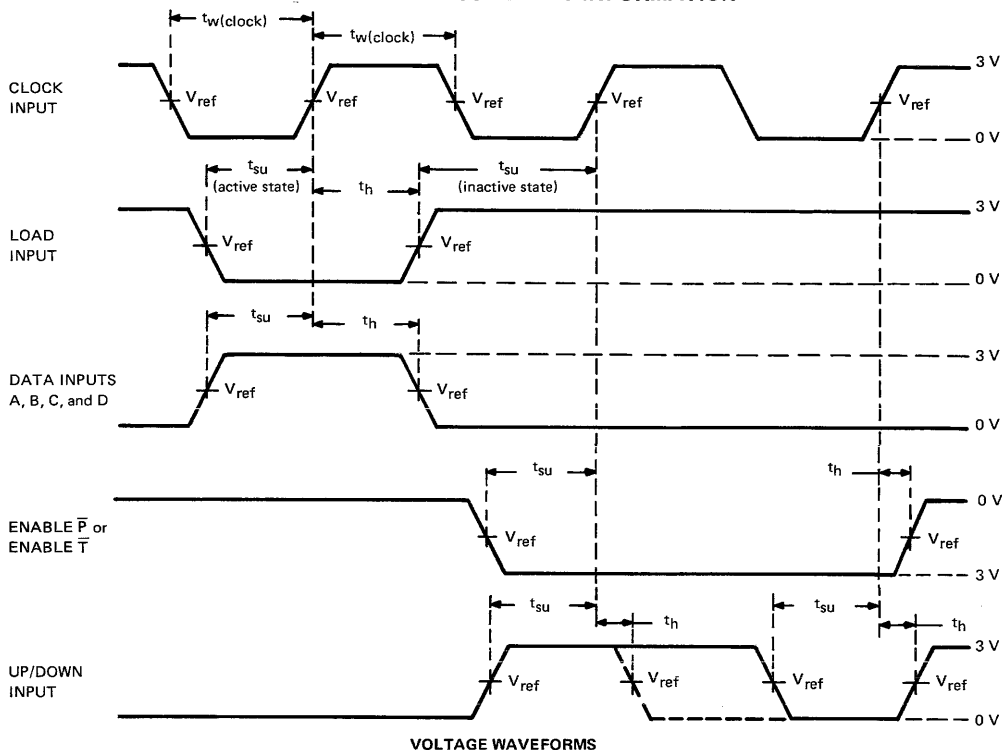 tw(clock)
tw(clock)
CLOCK
INPUT
3 V
Vref
Vref
Vref
Vref
Vref
0 V
tsu
(active state)
th
tsu
(inactive state)
LOAD
INPUT
3 V
Vref
Vref
0 V
tsu
th
DATA INPUTS
A, B, C, and D
3 V
Vref
Vref
0 V
tsu
th
ENABLE P̅ or
ENABLE T̅
0 V
Vref
Vref
3 V
tsu
th
tsu
th
UP/DOWN
INPUT
3 V
Vref
Vref
Vref
Vref
0 V
VOLTAGE WAVEFORMS